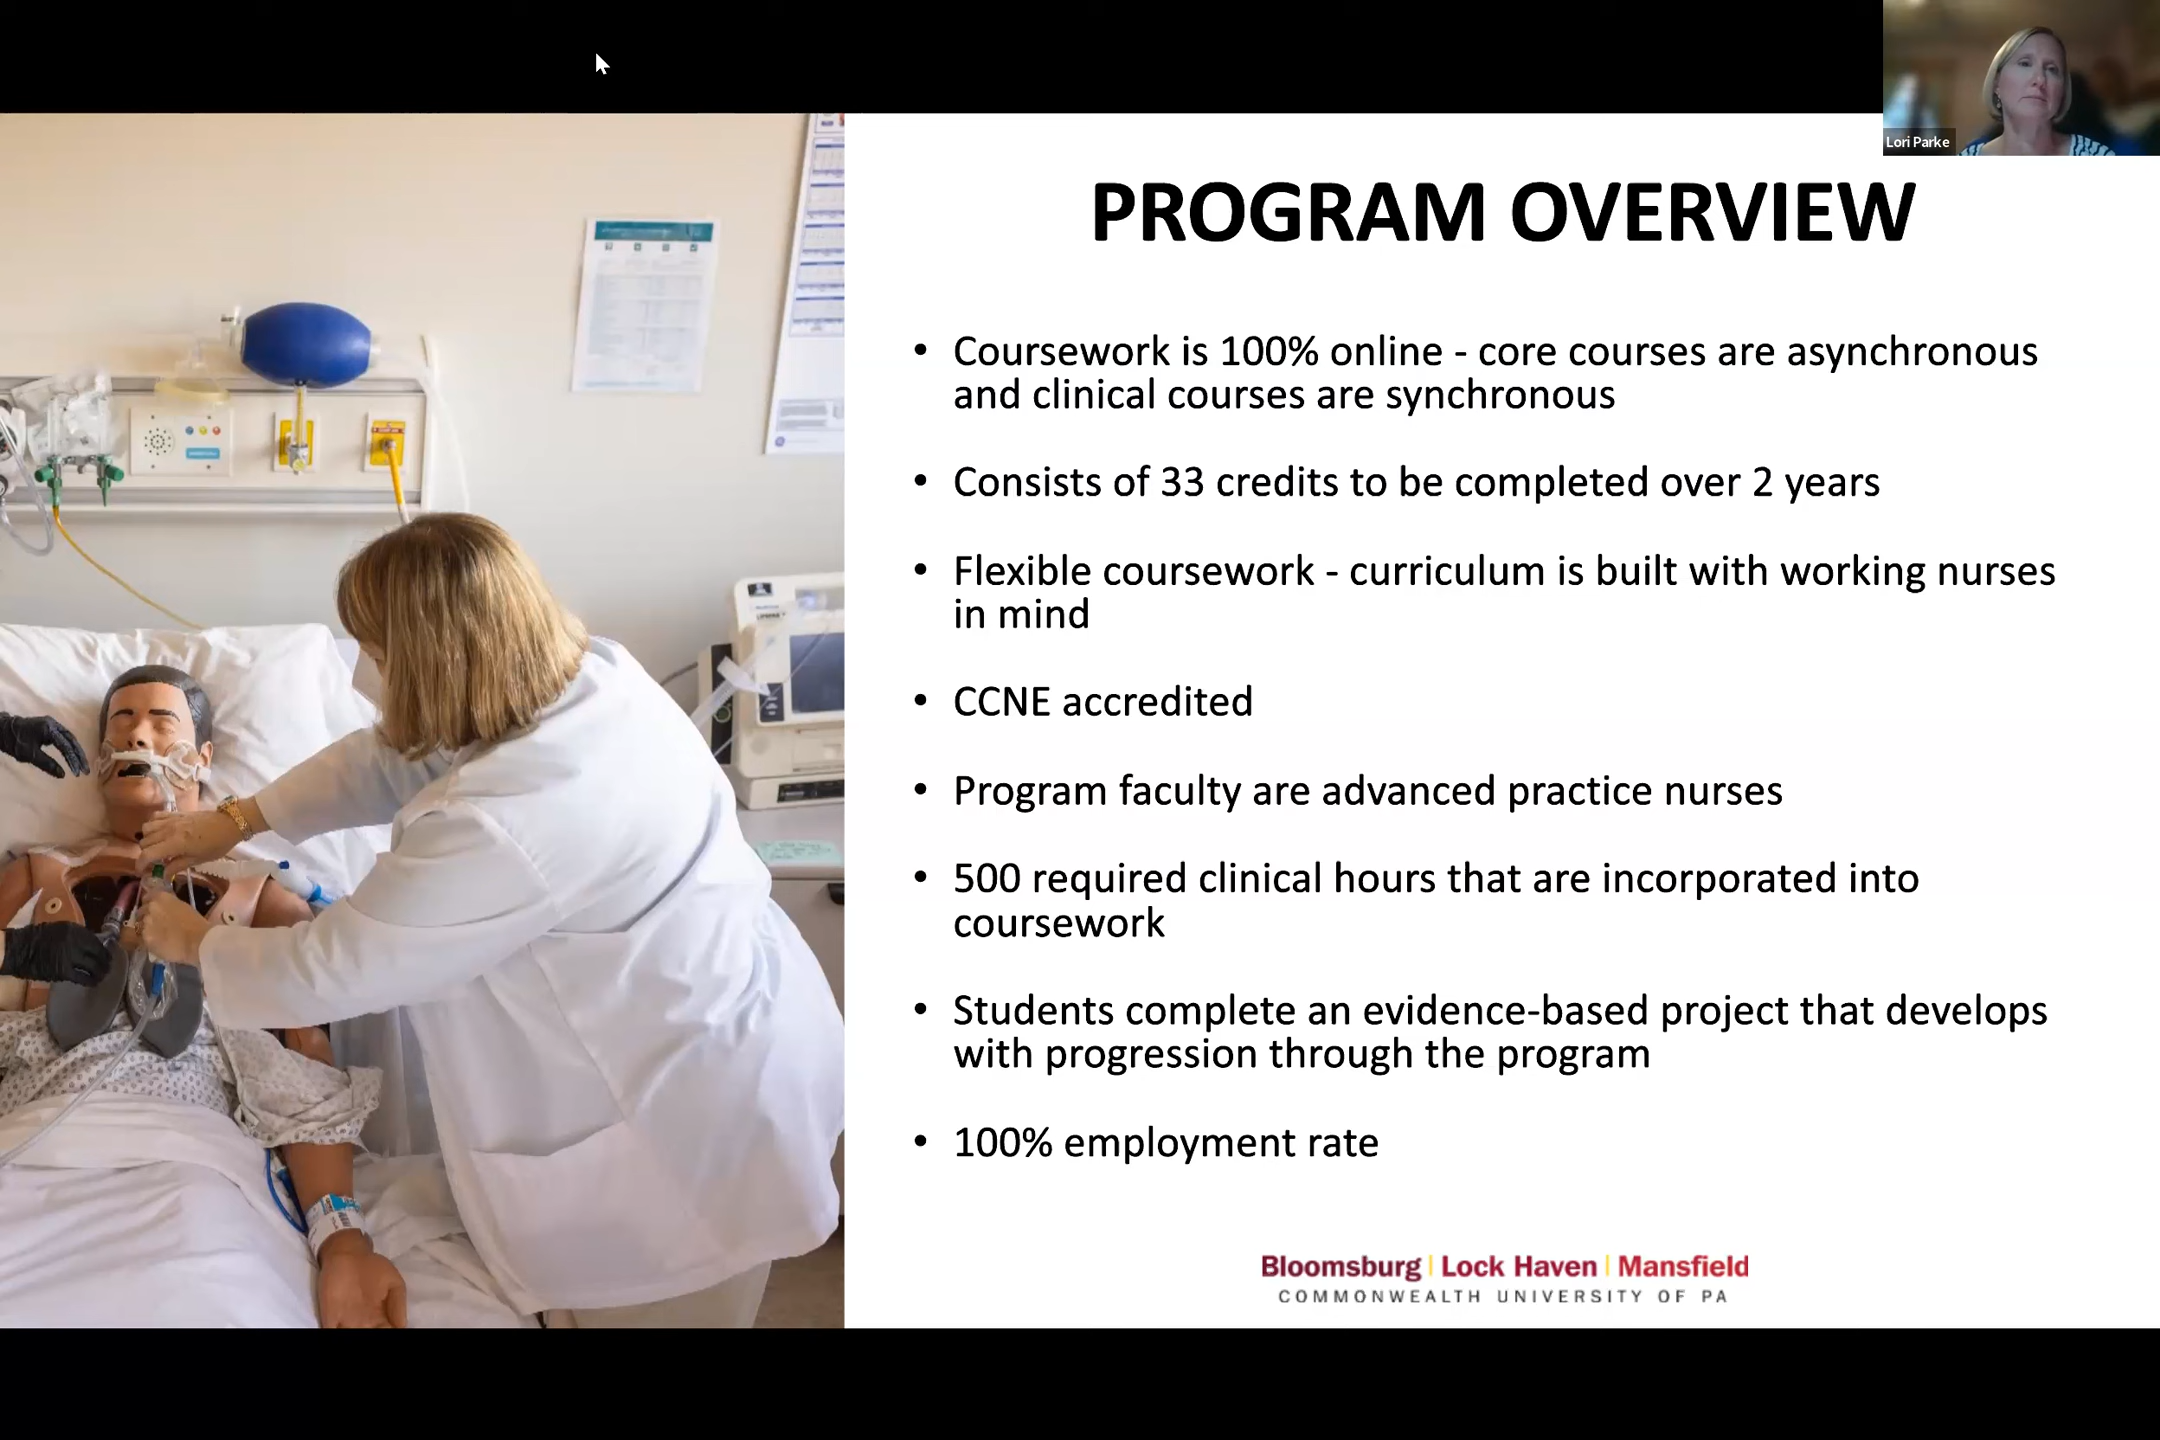 Lori Parke
PROGRAM OVERVIEW
• Coursework is 100% online - core courses are asynchronous
and clinical courses are synchronous
• Consists of 33 credits to be completed over 2 years
• Flexible coursework - curriculum is built with working nurses
in mind
• CCNE accredited
• Program faculty are advanced practice nurses
• 500 required clinical hours that are incorporated into
coursework
• Students complete an evidence-based project that develops
with progression through the program
• 100% employment rate
Bloomsburg | Lock Haven | Mansfield
COMMONWEALTH UNIVERSITY OF PA